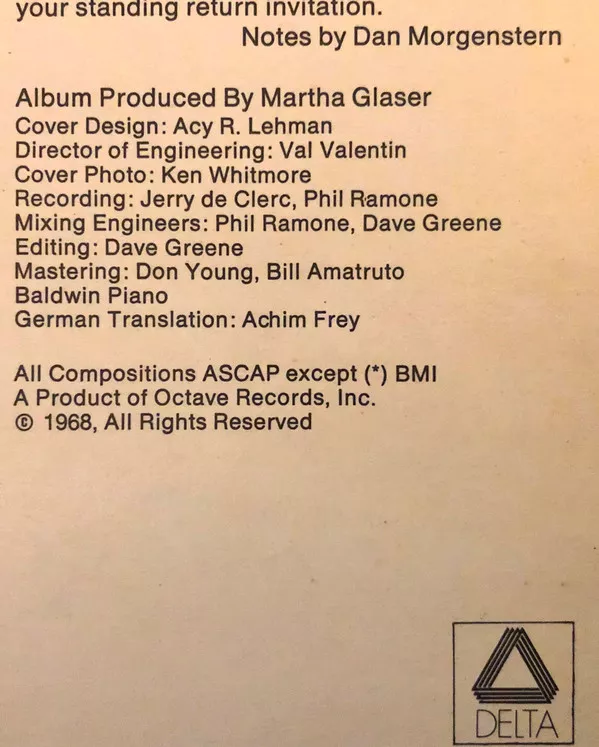 your standing return invitation.
Notes by Dan Morgenstern
Album Produced By Martha Glaser
Cover Design: Acy R. Lehman
Director of Engineering: Val Valentin
Cover Photo: Ken Whitmore
Recording: Jerry de Clerc, Phil Ramone
Mixing Engineers: Phil Ramone, Dave Greene
Editing: Dave Greene
Mastering: Don Young, Bill Amatruto
Baldwin Piano
German Translation: Achim Frey
All Compositions ASCAP except (*) BMI
A Product of Octave Records, Inc.
© 1968, All Rights Reserved
DELTA